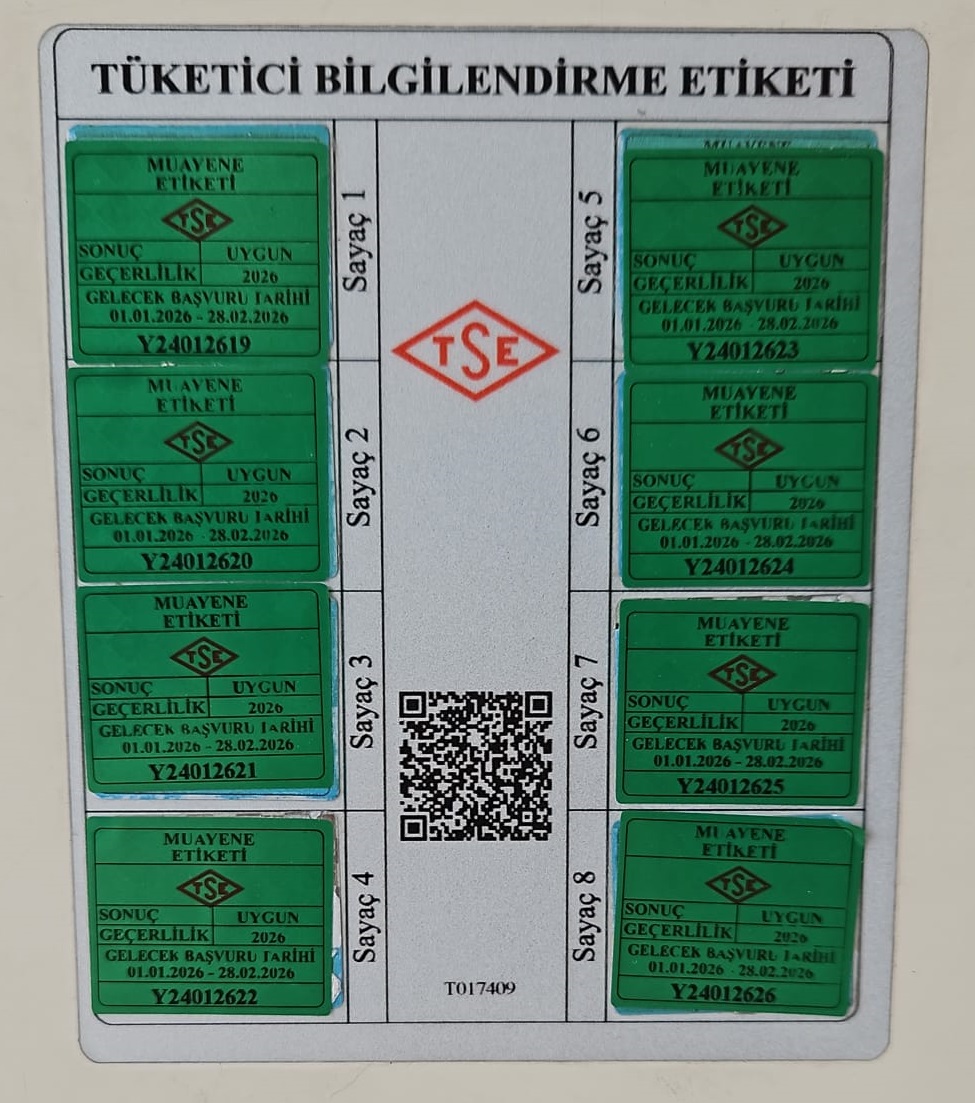 TÜKETİCİ BİLGİLENDİRME ETİKETİ
MUAYENE
ETİKETİ
TSE
SONUÇ UYGUN
GEÇERLİLİK 2026
GELECEK BAŞVURU TARİHİ
01.01.2026 - 28.02.2026
Y24012619
Sayaç 1
MUAYENE
ETİKETİ
TSE
SONUÇ UYGUN
GEÇERLİLİK 2026
GELECEK BAŞVURU TARİHİ
01.01.2026 - 28.02.2026
Y24012620
Sayaç 2
MUAYENE
ETİKETİ
TSE
SONUÇ UYGUN
GEÇERLİLİK 2026
GELECEK BAŞVURU TARİHİ
01.01.2026 - 28.02.2026
Y24012621
Sayaç 3
MUAYENE
ETİKETİ
TSE
SONUÇ UYGUN
GEÇERLİLİK 2026
GELECEK BAŞVURU TARİHİ
01.01.2026 - 28.02.2026
Y24012622
Sayaç 4
TSE
T017409
Sayaç 5
MUAYENE
MUAYENE
ETİKETİ
TSE
SONUÇ UYGUN
GEÇERLİLİK 2026
GELECEK BAŞVURU TARİHİ
01.01.2026 - 28.02.2026
Y24012623
Sayaç 6
MUAYENE
ETİKETİ
TSE
SONUÇ UYGUN
GEÇERLİLİK 2026
GELECEK BAŞVURU TARİHİ
01.01.2026 - 28.02.2026
Y24012624
Sayaç 7
MUAYENE
ETİKETİ
TSE
SONUÇ UYGUN
GEÇERLİLİK 2026
GELECEK BAŞVURU TARİHİ
01.01.2026 - 28.02.2026
Y24012625
Sayaç 8
MUAYENE
ETİKETİ
TSE
SONUÇ UYGUN
GEÇERLİLİK 2026
GELECEK BAŞVURU TARİHİ
01.01.2026 - 28.02.2026
Y24012626